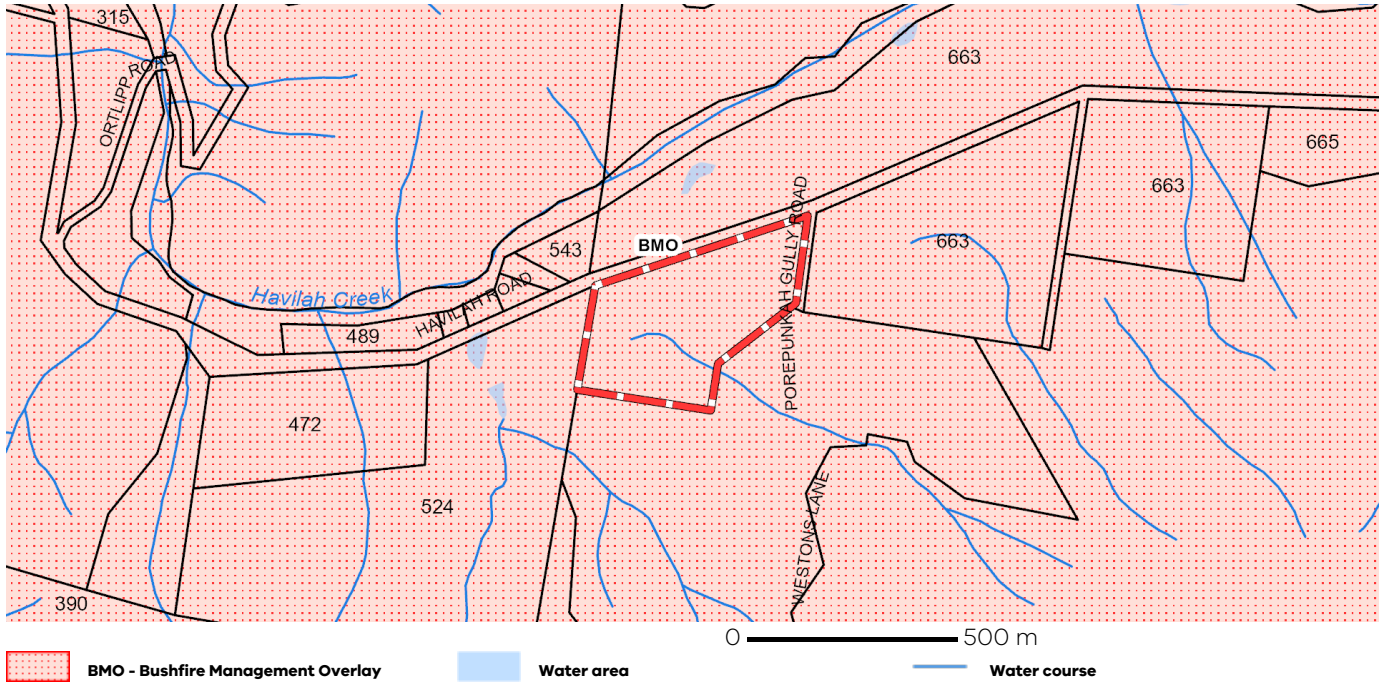 315
ORTLIPP ROAD
663
665
663
POREPUNKAH GULLY ROAD
543
BMO
663
Havilah Creek
HAVILAH ROAD
489
472
524
WESTONS LANE
390
0 500 m
BMO - Bushfire Management Overlay
Water area
Water course